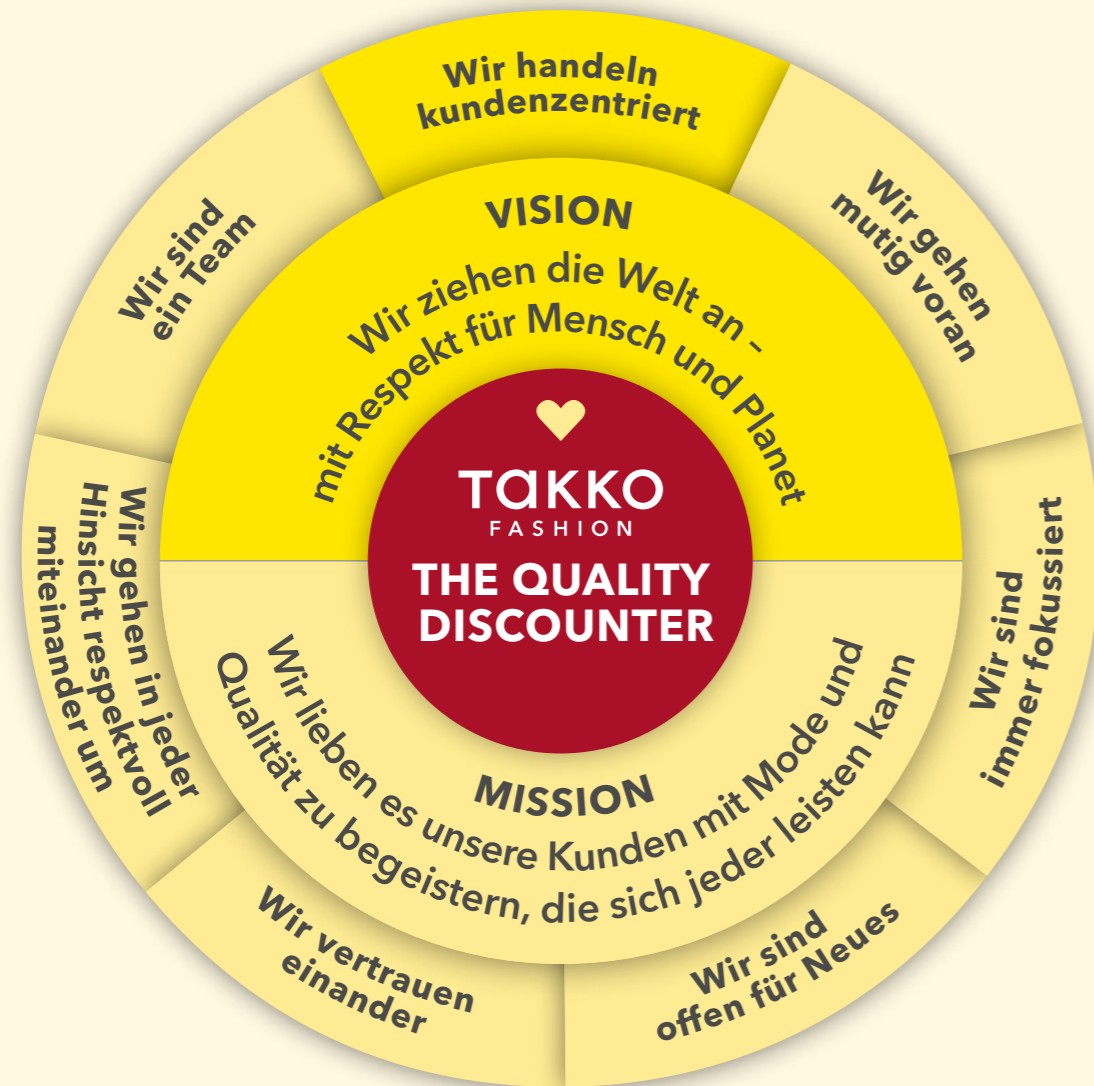 Wir handeln
kundenzentriert
Wir gehen
mutig voran
Wir sind
immer fokussiert
Wir sind
offen für Neues
Wir vertrauen
einander
Wir gehen in jeder
Hinsicht respektvoll
miteinander um
Wir sind
ein Team
VISION
Wir ziehen die Welt an –
mit Respekt für Mensch und Planet
TAKKO
FASHION
THE QUALITY
DISCOUNTER
MISSION
Wir lieben es unsere Kunden mit Mode und
Qualität zu begeistern, die sich jeder leisten kann